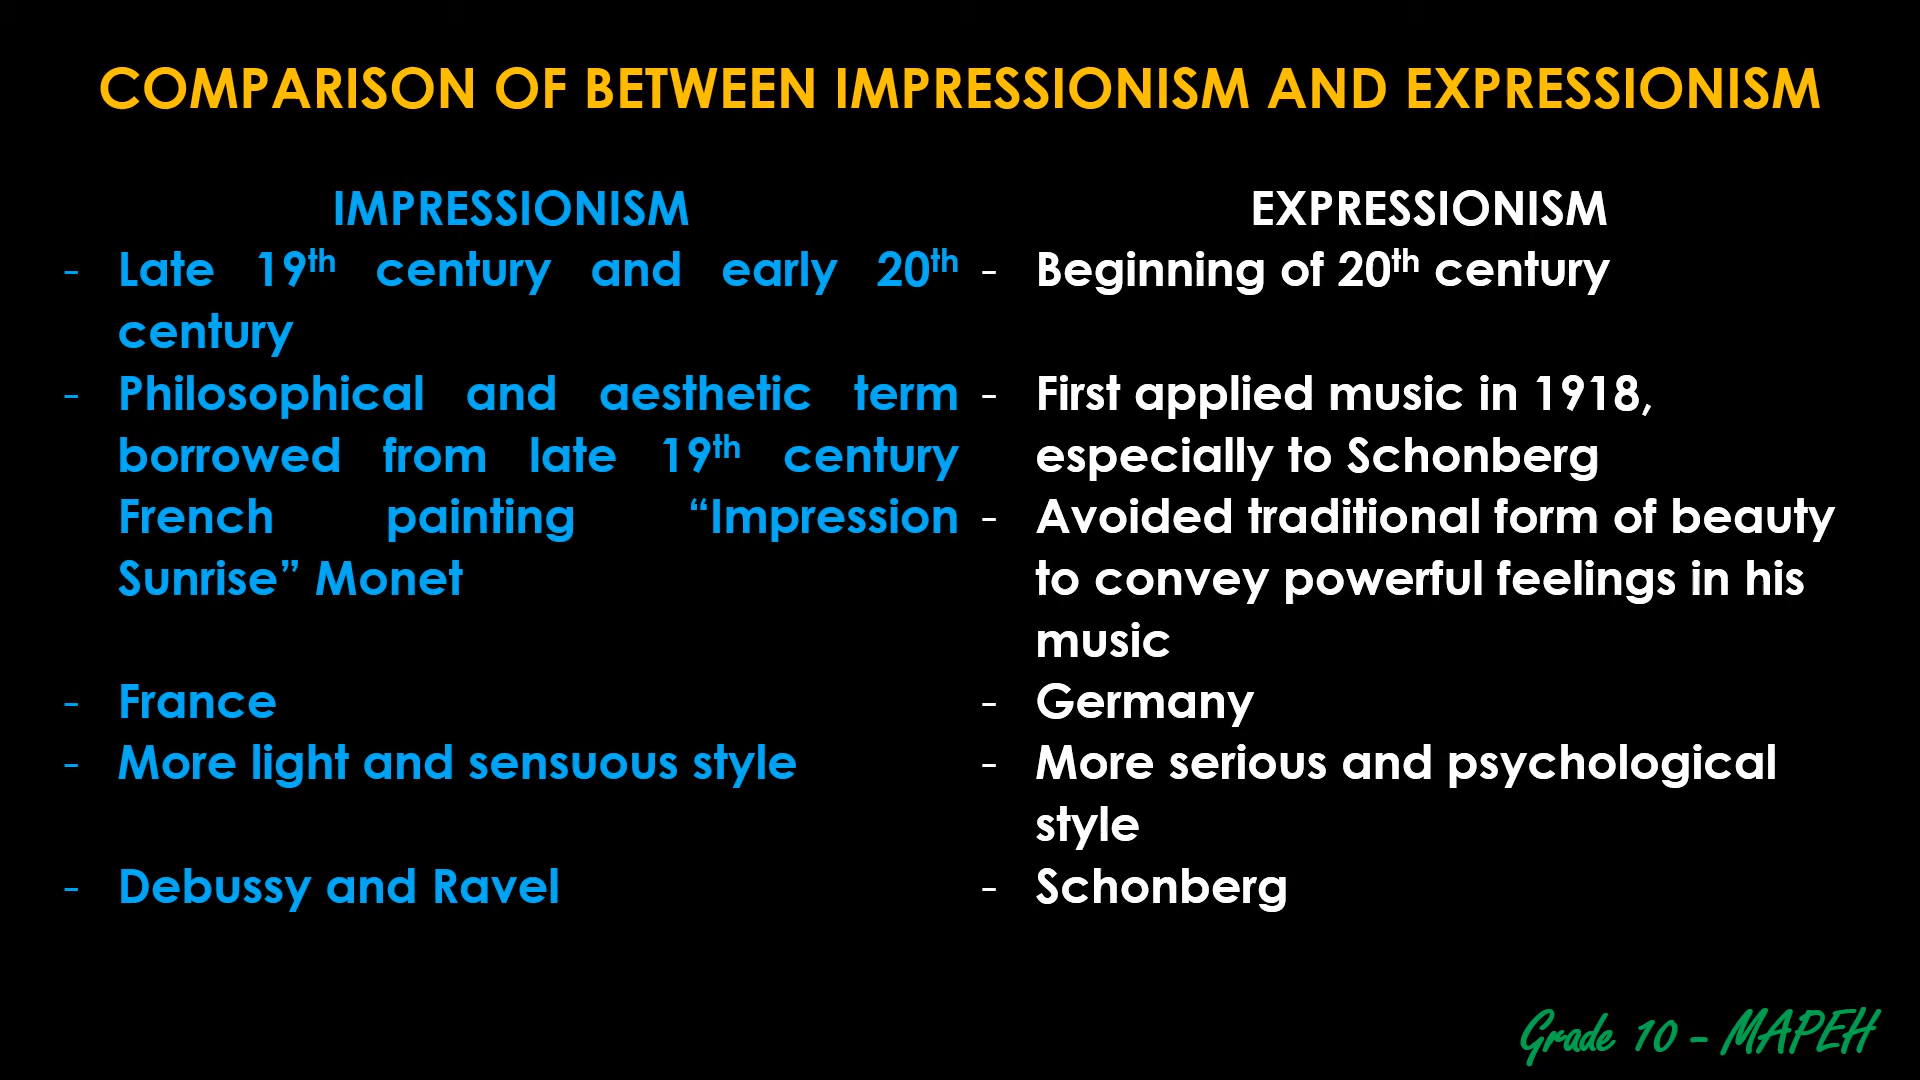 COMPARISON OF BETWEEN IMPRESSIONISM AND EXPRESSIONISM
IMPRESSIONISM
- Late 19th century and early 20th
century
- Philosophical and aesthetic term
borrowed from late 19th century
French painting “Impression
Sunrise” Monet
- France
- More light and sensuous style
- Debussy and Ravel
EXPRESSIONISM
- Beginning of 20th century
- First applied music in 1918,
especially to Schonberg
- Avoided traditional form of beauty
to convey powerful feelings in his
music
- Germany
- More serious and psychological
style
- Schonberg
Grade 10 - MAPEH